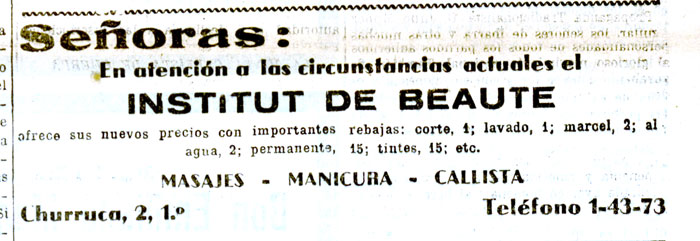 Señoras:
En atención a las circunstancias actuales el
INSTITUT DE BEAUTE
ofrece sus nuevos precios con importantes rebajas: corte, 1; lavado, 1; marcel, 2; al
agua, 2; permanente, 15; tintes, 15; etc.
MASAJES - MANICURA - CALLISTA
Churruca, 2, 1.º Teléfono 1-43-73